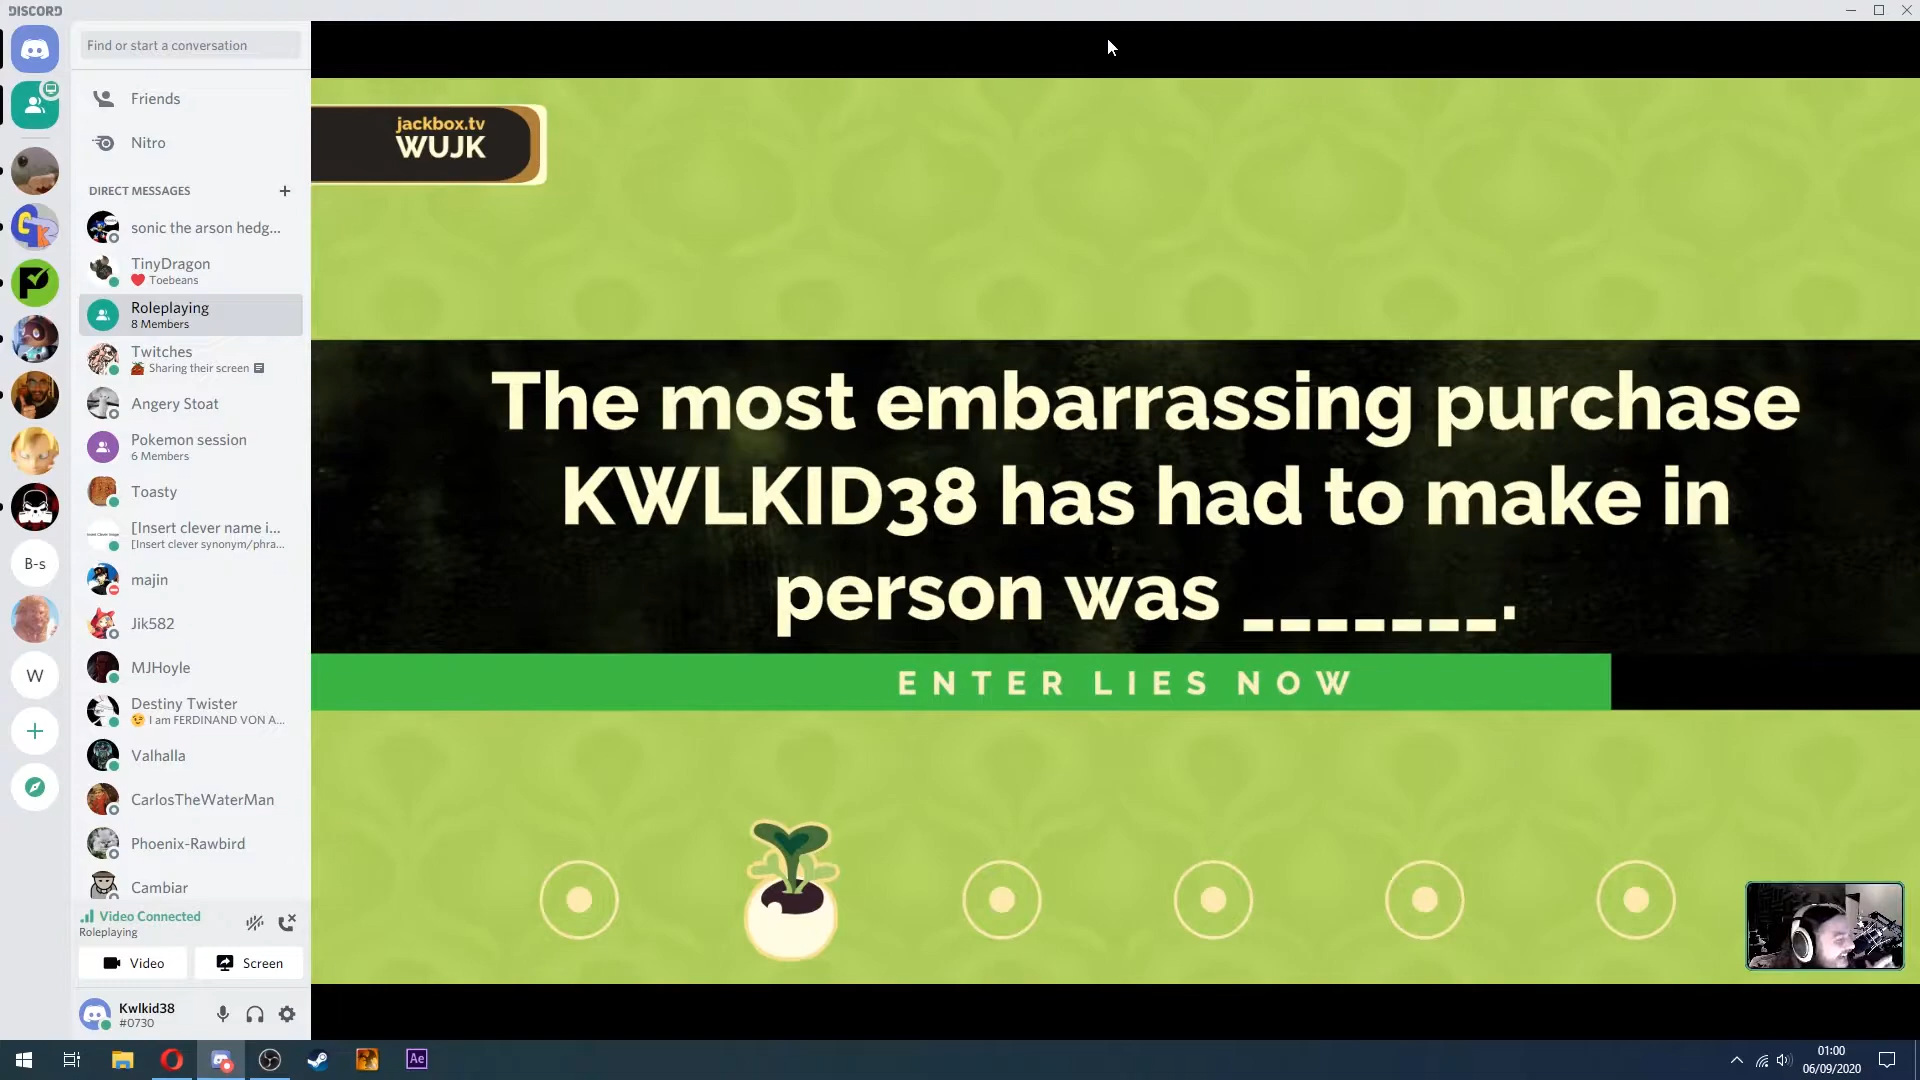 DISCORD
Find or start a conversation
Friends
Nitro
DIRECT MESSAGES
sonic the arson hedg...
TinyDragon
Toebeans
Roleplaying
8 Members
Twitches
Sharing their screen
Angery Stoat
Pokemon session
6 Members
Toasty
[Insert clever name i...
[Insert clever synonym/phra...
majin
Jik582
MJHoyle
Destiny Twister
I am FERDINAND VON A...
Valhalla
CarlosTheWaterMan
Phoenix-Rawbird
Cambiar
Video Connected
Roleplaying
Video
Screen
Kwlkid38
#0730
B-s
W
jackbox.tv
WUJK
The most embarrassing purchase
KWLKID38 has had to make in
person was _______.
ENTER LIES NOW
Ae
01:00
06/09/2020